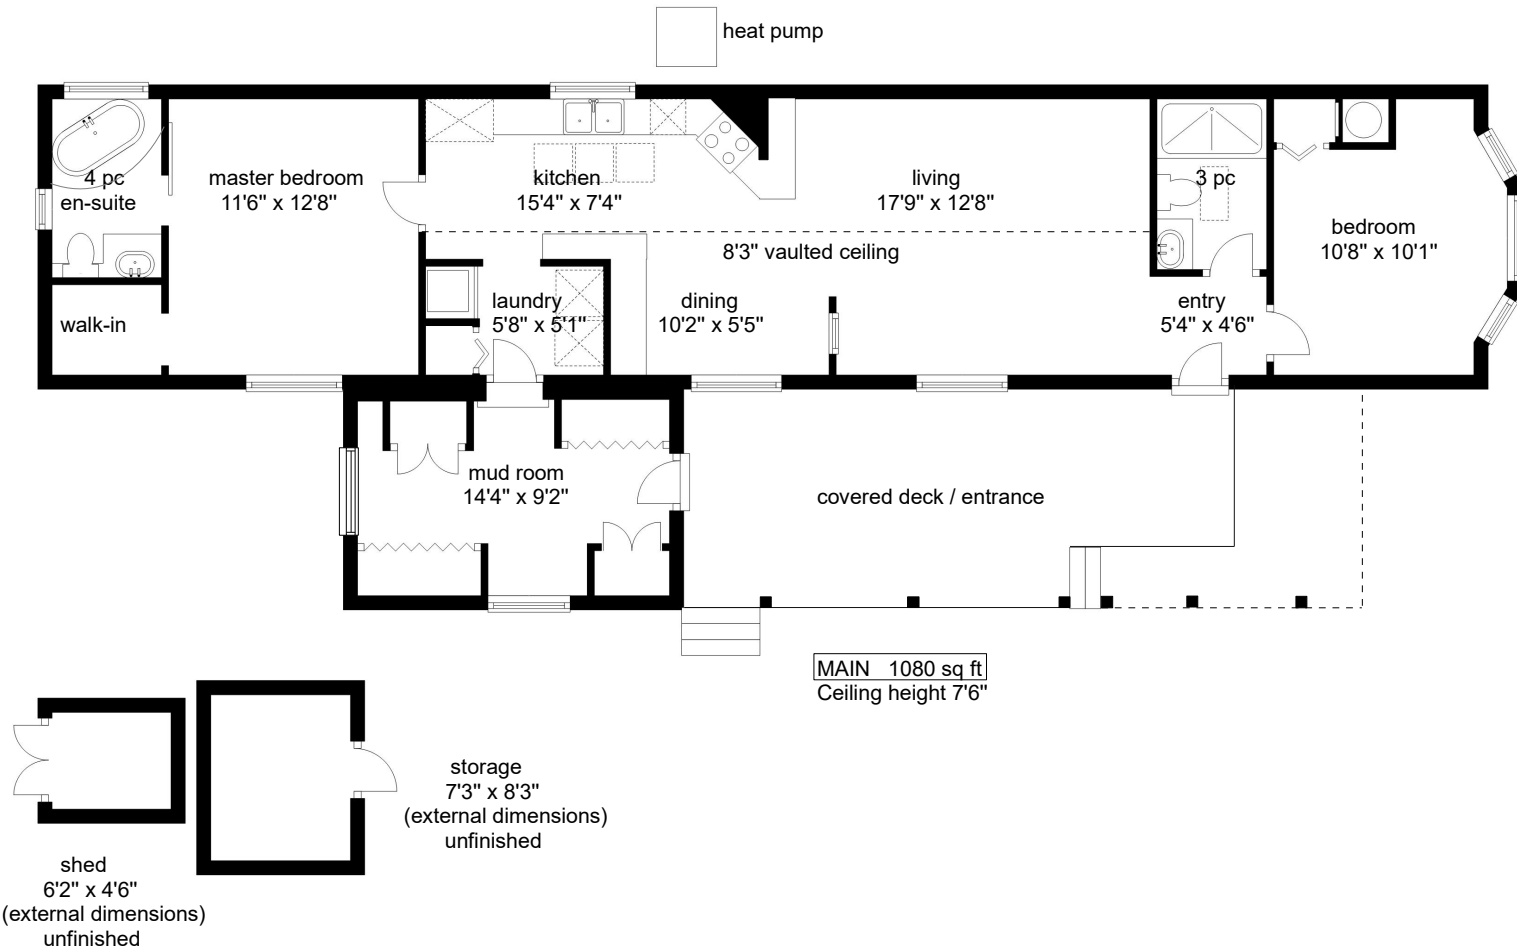 heat pump
4 pc
en-suite
master bedroom
11'6" x 12'8"
kitchen
15'4" x 7'4"
living
17'9" x 12'8"
3 pc
bedroom
10'8" x 10'1"
8'3" vaulted ceiling
walk-in
laundry
5'8" x 5'1"
dining
10'2" x 5'5"
entry
5'4" x 4'6"
mud room
14'4" x 9'2"
covered deck / entrance
MAIN 1080 sq ft
Ceiling height 7'6"
storage
7'3" x 8'3"
(external dimensions)
unfinished
shed
6'2" x 4'6"
(external dimensions)
unfinished